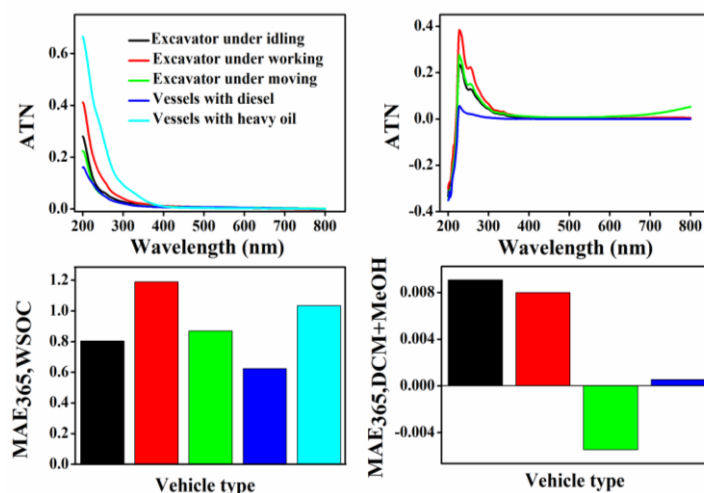 ATN
0.6
0.4
0.2
0.0
Excavator under idling
Excavator under working
Excavator under moving
Vessels with diesel
Vessels with heavy oil
200 300 400 500 600 700 800
Wavelength (nm)
ATN
0.4
0.2
0.0
-0.2
-0.4
200 300 400 500 600 700 800
Wavelength (nm)
MAE365,WSOC
1.2
1.0
0.8
0.6
0.4
0.2
0.0
Vehicle type
MAE365,DCM+MeOH
0.008
0.004
0.000
-0.004
Vehicle type